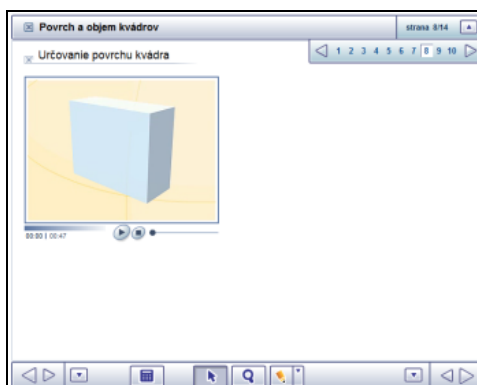 Povrch a objem kvádrov
strana 8/14
Určovanie povrchu kvádra
1 2 3 4 5 6 7 8 9 10
00:00 | 00:47